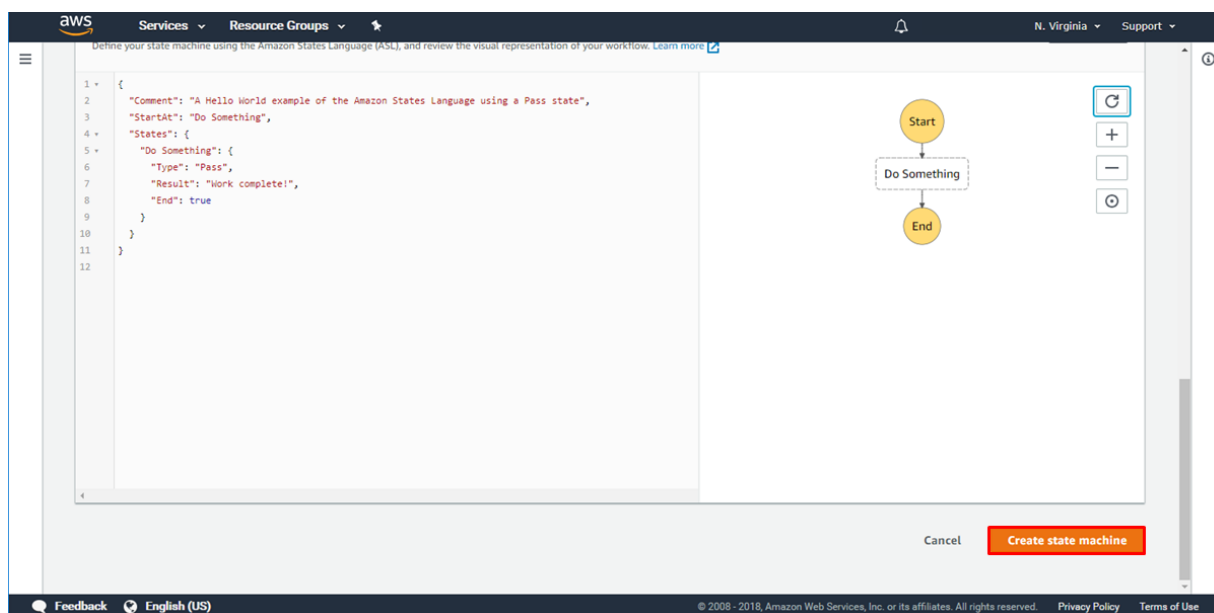 aws Services Resource Groups N. Virginia Support
Define your state machine using the Amazon States Language (ASL), and review the visual representation of your workflow. Learn more
1 {
2 "Comment": "A Hello World example of the Amazon States Language using a Pass state",
3 "StartAt": "Do Something",
4 "States": {
5 "Do Something": {
6 "Type": "Pass",
7 "Result": "Work complete!",
8 "End": true
9 }
10 }
11 }
12
Start
Do Something
End
Cancel Create state machine
Feedback English (US) © 2008 - 2018, Amazon Web Services, Inc. or its affiliates. All rights reserved. Privacy Policy Terms of Use